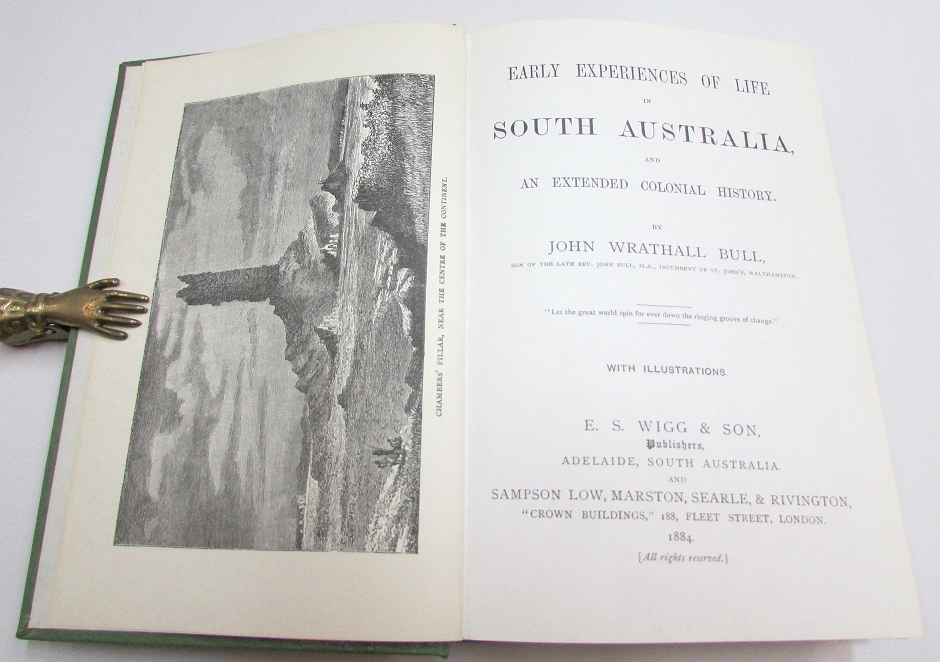 CHAMBERS' PILLAR, NEAR THE CENTRE OF THE CONTINENT.
EARLY EXPERIENCES OF LIFE
IN
SOUTH AUSTRALIA,
AND
AN EXTENDED COLONIAL HISTORY.
BY
JOHN WRATHALL BULL,
SON OF THE LATE REV. JOHN BULL, M.A., INCUMBENT OF ST. JOHN'S, WALTHAMSTOW.
"Let the great world spin for ever down the ringing groove of change."
WITH ILLUSTRATIONS.
E. S. WIGG & SON,
Publishers,
ADELAIDE, SOUTH AUSTRALIA.
AND
SAMPSON LOW, MARSTON, SEARLE, & RIVINGTON,
"CROWN BUILDINGS," 188, FLEET STREET, LONDON.
1884.
[All rights reserved.]